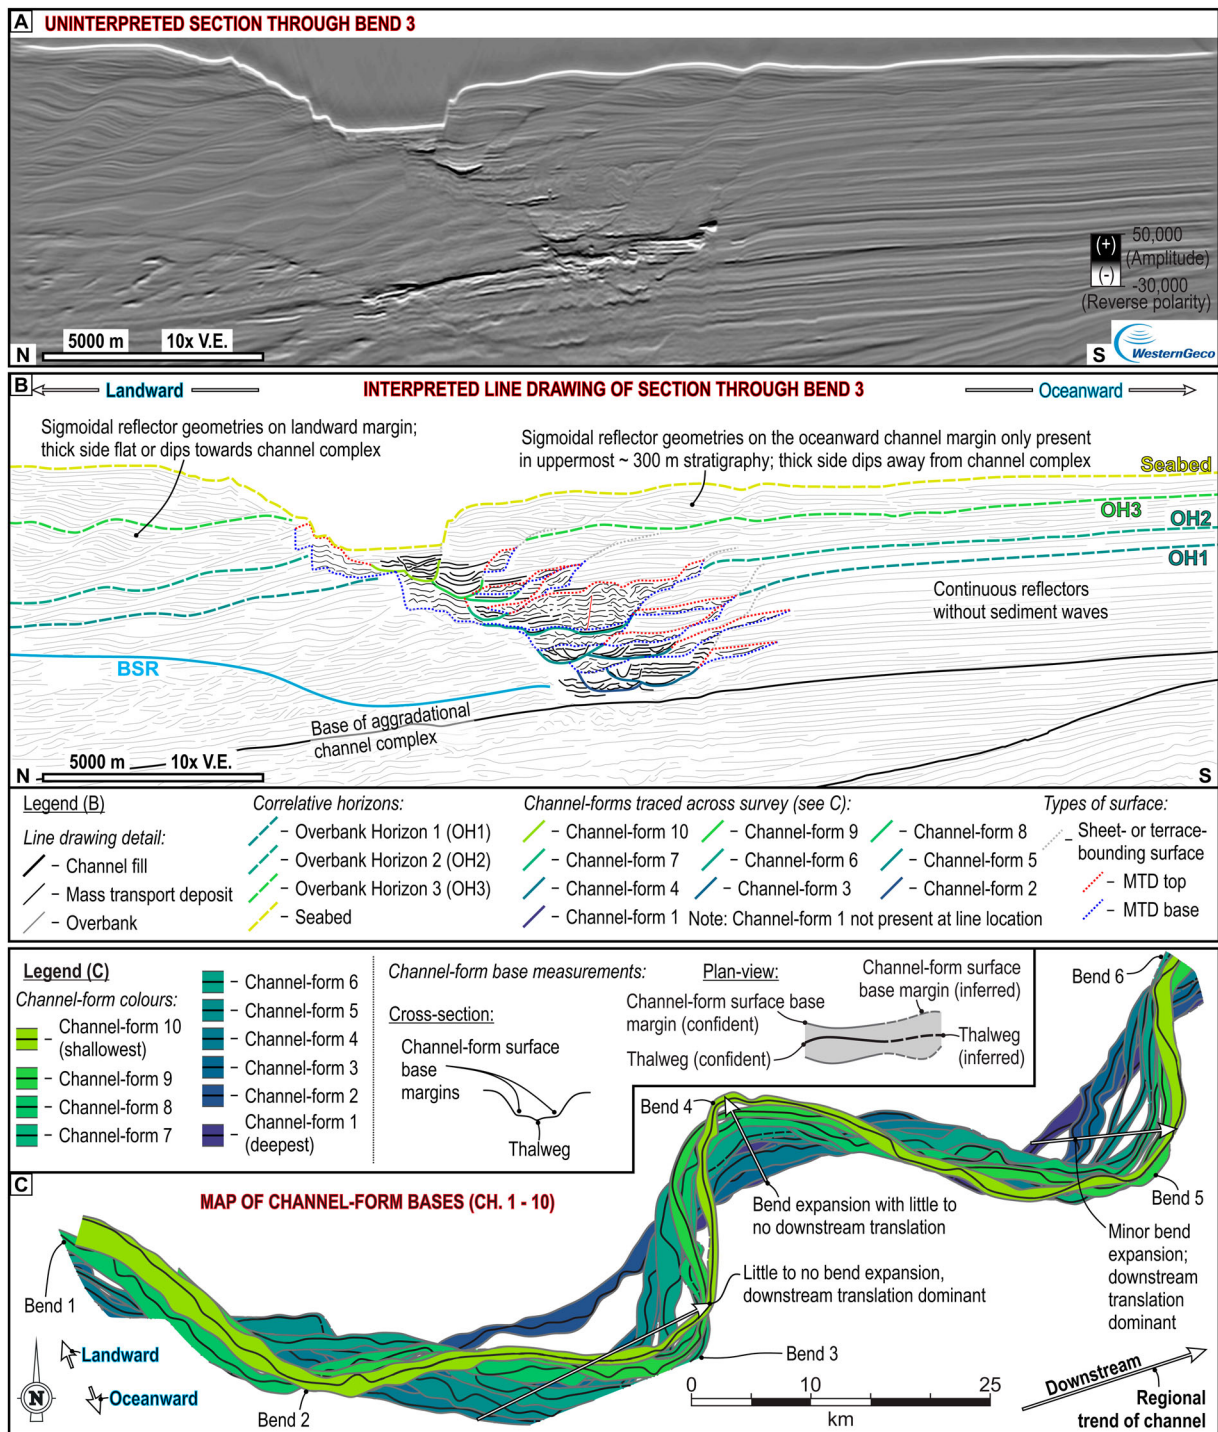 A UNINTERPRETED SECTION THROUGH BEND 3
(+)
(-)
50,000
(Amplitude)
-30,000
(Reverse polarity)
5000 m 10x V.E.
N
S
WesternGeco
B
Landward
INTERPRETED LINE DRAWING OF SECTION THROUGH BEND 3
Oceanward
Sigmoidal reflector geometries on landward margin;
thick side flat or dips towards channel complex
Sigmoidal reflector geometries on the oceanward channel margin only present
in uppermost ~ 300 m stratigraphy; thick side dips away from channel complex
Seabed
OH3
OH2
OH1
Continuous reflectors
without sediment waves
BSR
Base of aggradational
channel complex
5000 m 10x V.E.
N
S
Legend (B)
Line drawing detail:
– Channel fill
– Mass transport deposit
– Overbank
Correlative horizons:
– Overbank Horizon 1 (OH1)
– Overbank Horizon 2 (OH2)
– Overbank Horizon 3 (OH3)
– Seabed
Channel-forms traced across survey (see C):
– Channel-form 10
– Channel-form 9
– Channel-form 8
– Channel-form 7
– Channel-form 6
– Channel-form 5
– Channel-form 4
– Channel-form 3
– Channel-form 2
– Channel-form 1
Note: Channel-form 1 not present at line location
Types of surface:
– Sheet- or terrace-
bounding surface
– MTD top
– MTD base
Legend (C)
Channel-form colours:
– Channel-form 10
(shallowest)
– Channel-form 9
– Channel-form 8
– Channel-form 7
– Channel-form 6
– Channel-form 5
– Channel-form 4
– Channel-form 3
– Channel-form 2
– Channel-form 1
(deepest)
Channel-form base measurements:
Cross-section:
Channel-form surface
base
margins
Thalweg
Plan-view:
Channel-form surface base
margin (confident)
Thalweg (confident)
Channel-form surface
base margin (inferred)
Thalweg
(inferred)
C
MAP OF CHANNEL-FORM BASES (CH. 1 - 10)
Bend 6
Bend 4
Bend 5
Bend expansion with little to
no downstream translation
Minor bend
expansion;
downstream
translation
dominant
Little to no bend expansion,
downstream translation dominant
Bend 1
Bend 3
Bend 2
Landward
Oceanward
N
0 10 25
km
Downstream
Regional
trend of channel